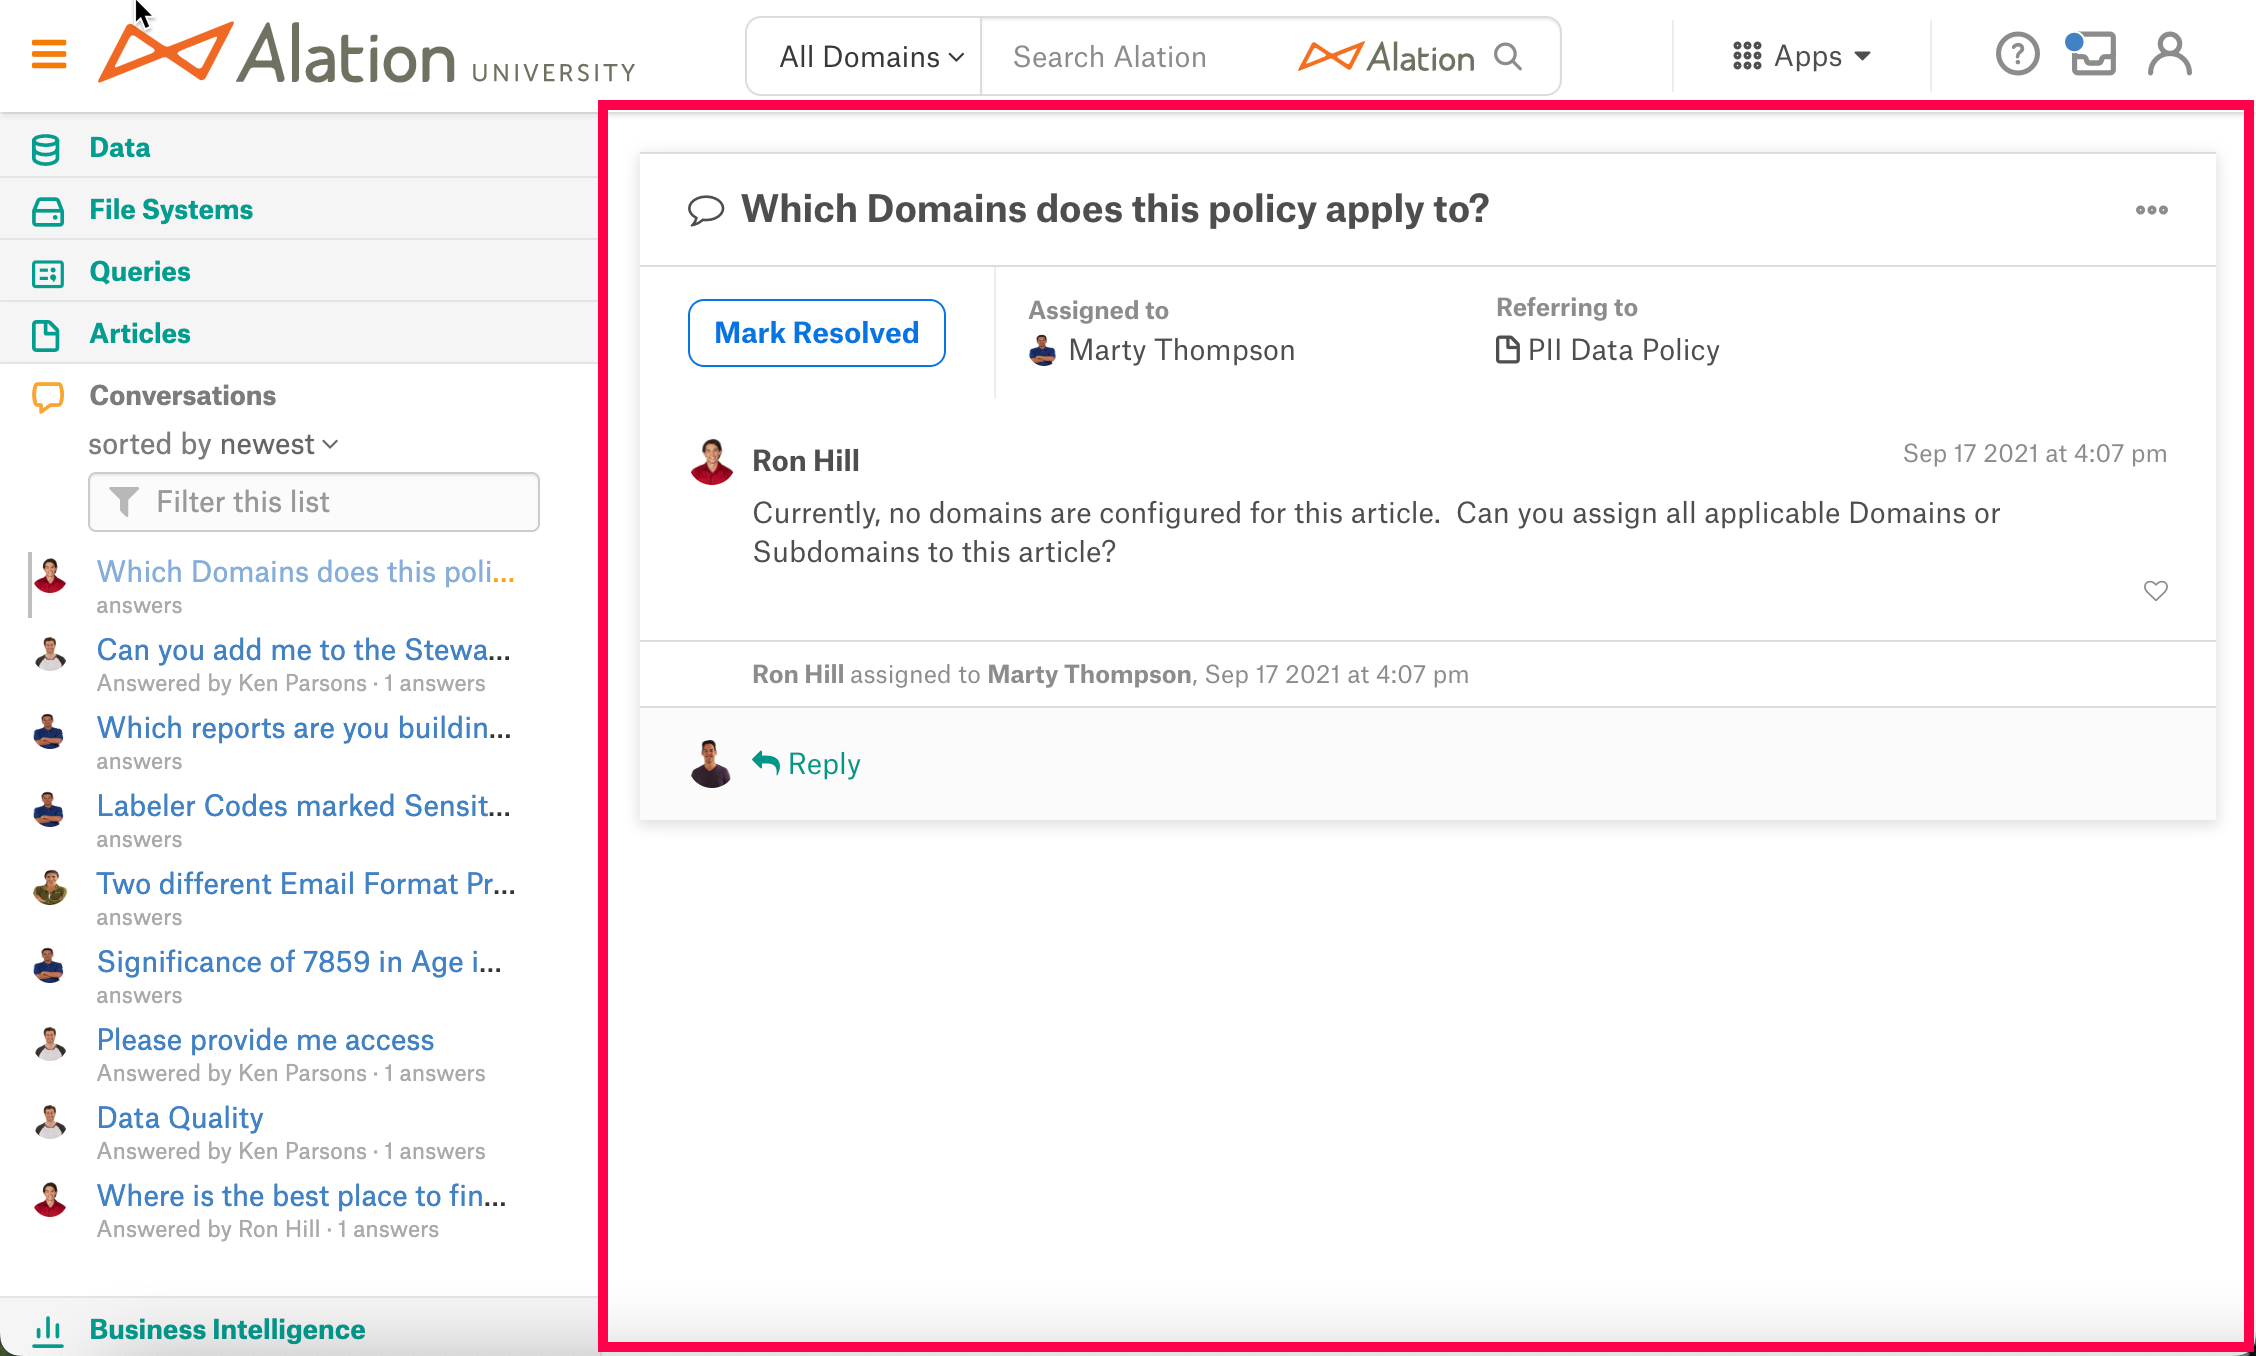 Alation UNIVERSITY
All Domains
Search Alation
Alation
Apps
?
Data
File Systems
Queries
Articles
Conversations
sorted by newest
Filter this list
Which Domains does this poli...
answers
Can you add me to the Stewa...
Answered by Ken Parsons · 1 answers
Which reports are you buildin...
answers
Labeler Codes marked Sensit...
answers
Two different Email Format Pr...
answers
Significance of 7859 in Age i...
answers
Please provide me access
Answered by Ken Parsons · 1 answers
Data Quality
Answered by Ken Parsons · 1 answers
Where is the best place to fin...
Answered by Ron Hill · 1 answers
Business Intelligence
Which Domains does this policy apply to?
Mark Resolved
Assigned to
Marty Thompson
Referring to
PII Data Policy
Ron Hill
Sep 17 2021 at 4:07 pm
Currently, no domains are configured for this article.  Can you assign all applicable Domains or
Subdomains to this article?
Ron Hill assigned to Marty Thompson, Sep 17 2021 at 4:07 pm
Reply